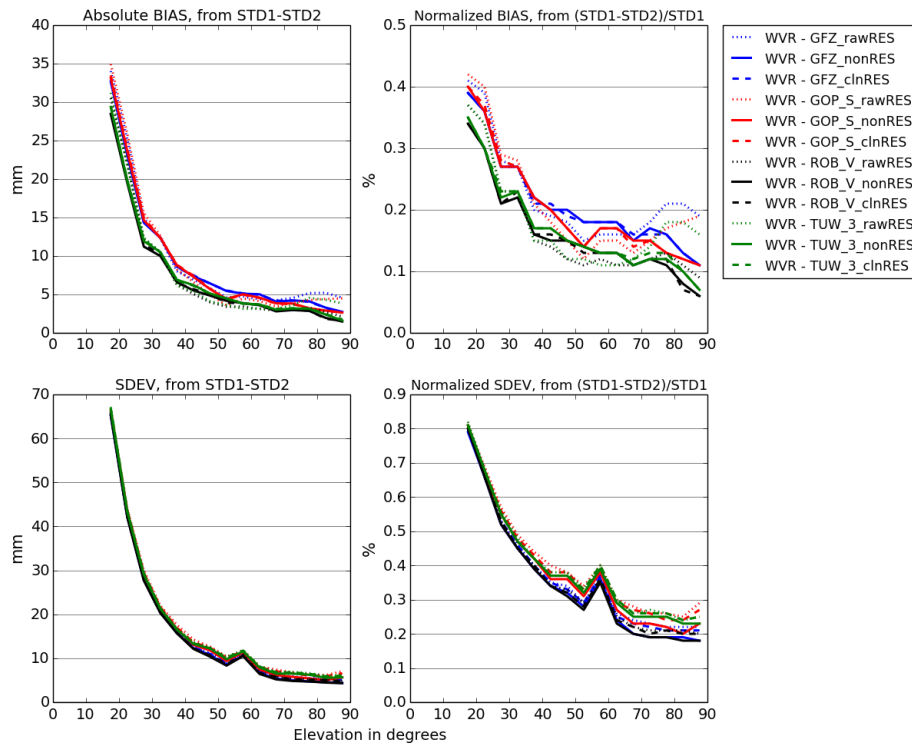 Absolute BIAS, from STD1-STD2
40
35
30
25
20
15
10
5
0
mm
0 10 20 30 40 50 60 70 80 90
Normalized BIAS, from (STD1-STD2)/STD1
0.5
0.4
0.3
0.2
0.1
0.0
%
0 10 20 30 40 50 60 70 80 90
WVR - GFZ_rawRES
WVR - GFZ_nonRES
WVR - GFZ_clnRES
WVR - GOP_S_rawRES
WVR - GOP_S_nonRES
WVR - GOP_S_clnRES
WVR - ROB_V_rawRES
WVR - ROB_V_nonRES
WVR - ROB_V_clnRES
WVR - TUW_3_rawRES
WVR - TUW_3_nonRES
WVR - TUW_3_clnRES
SDEV, from STD1-STD2
70
60
50
40
30
20
10
0
mm
0 10 20 30 40 50 60 70 80 90
Normalized SDEV, from (STD1-STD2)/STD1
0.9
0.8
0.7
0.6
0.5
0.4
0.3
0.2
0.1
0.0
%
0 10 20 30 40 50 60 70 80 90
Elevation in degrees